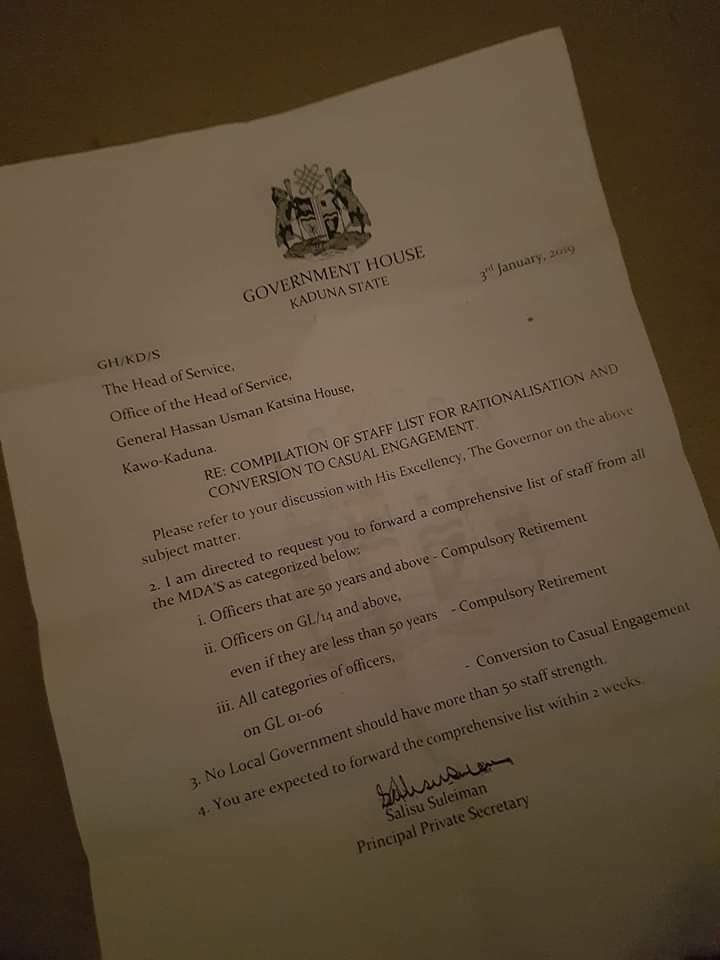 GOVERNMENT HOUSE
KADUNA STATE
3rd January, 2019
GH/KD/S
The Head of Service,
Office of the Head of Service,
General Hassan Usman Katsina House,
Kawo-Kaduna.
RE: COMPILATION OF STAFF LIST FOR RATIONALISATION AND
CONVERSION TO CASUAL ENGAGEMENT.
Please refer to your discussion with His Excellency, The Governor on the above
subject matter.
2. I am directed to request you to forward a comprehensive list of staff from all
the MDA'S as categorized below:
i. Officers that are 50 years and above - Compulsory Retirement
ii. Officers on GL/14 and above,
even if they are less than 50 years - Compulsory Retirement
iii. All categories of officers,
on GL 01-06 - Conversion to Casual Engagement
3. No Local Government should have more than 50 staff strength.
4. You are expected to forward the comprehensive list within 2 weeks.
Salisu Suleiman
Principal Private Secretary